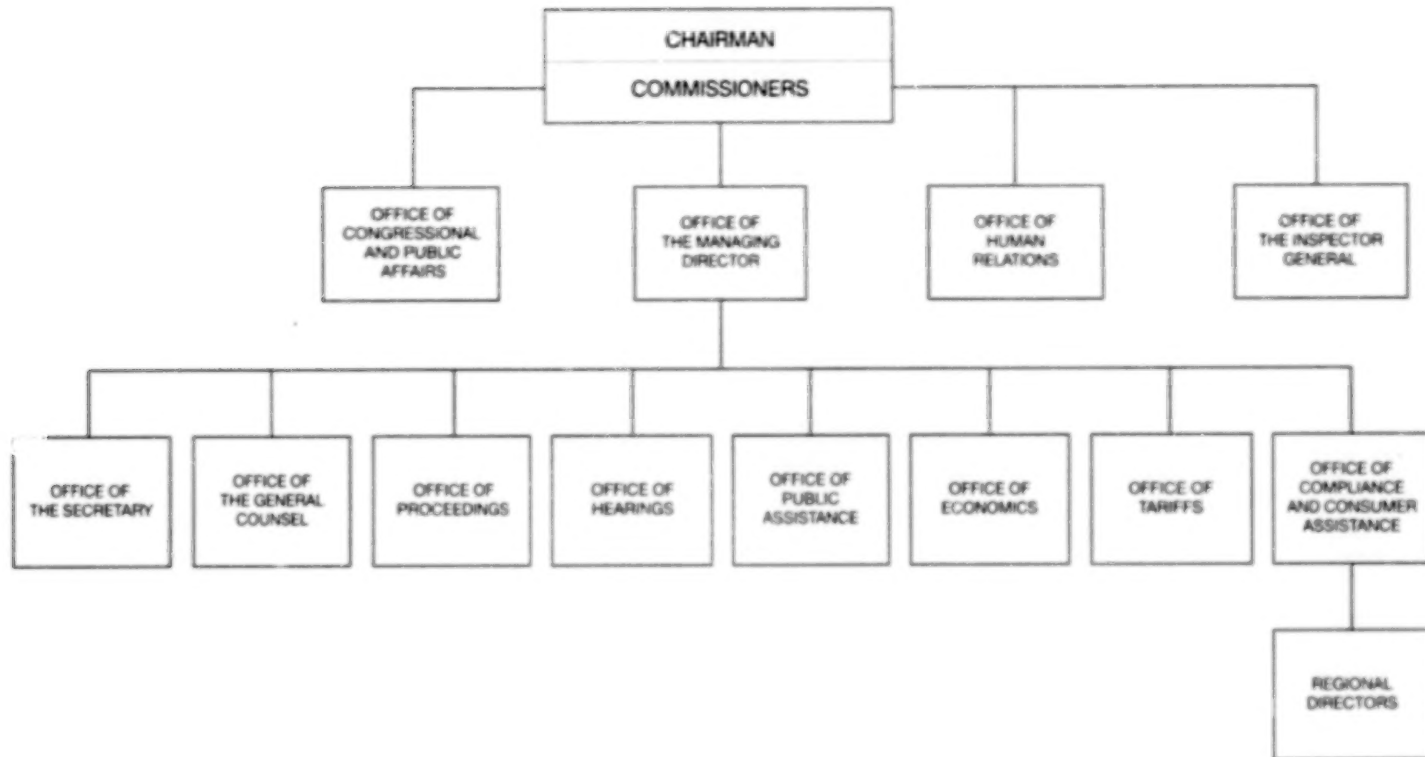 CHAIRMAN
COMMISSIONERS
OFFICE OF
CONGRESSIONAL
AND PUBLIC
AFFAIRS
OFFICE OF
THE MANAGING
DIRECTOR
OFFICE OF
HUMAN
RELATIONS
OFFICE OF
THE INSPECTOR
GENERAL
OFFICE OF
THE SECRETARY
OFFICE OF
THE GENERAL
COUNSEL
OFFICE OF
PROCEEDINGS
OFFICE OF
HEARINGS
OFFICE OF
PUBLIC
ASSISTANCE
OFFICE OF
ECONOMICS
OFFICE OF
TARIFFS
OFFICE OF
COMPLIANCE
AND CONSUMER
ASSISTANCE
REGIONAL
DIRECTORS